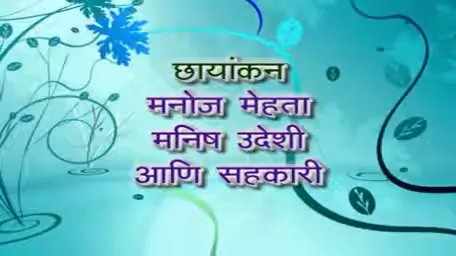 छायांकन
मनोज मेहता
मनिष उदेशी
आणि सहकारी